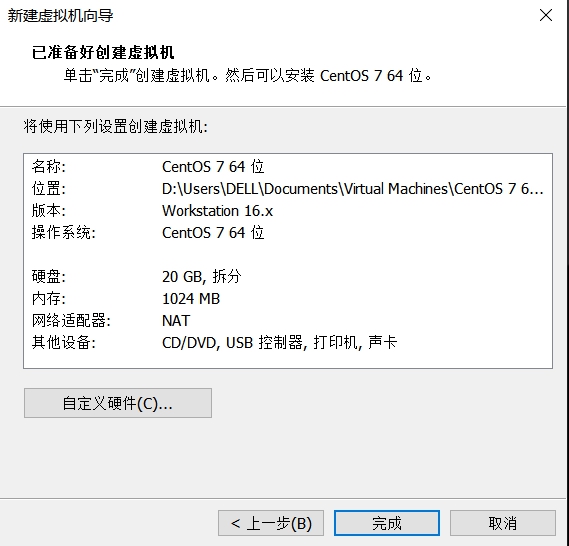 新建虚拟机向导
已准备好创建虚拟机
单击“完成”创建虚拟机。然后可以安装 CentOS 7 64 位。
将使用下列设置创建虚拟机:
名称: CentOS 7 64 位
位置: D:\Users\DELL\Documents\Virtual Machines\CentOS 7 6...
版本: Workstation 16.x
操作系统: CentOS 7 64 位
硬盘: 20 GB, 拆分
内存: 1024 MB
网络适配器: NAT
其他设备: CD/DVD, USB 控制器, 打印机, 声卡
自定义硬件(C)...
< 上一步(B) 完成 取消